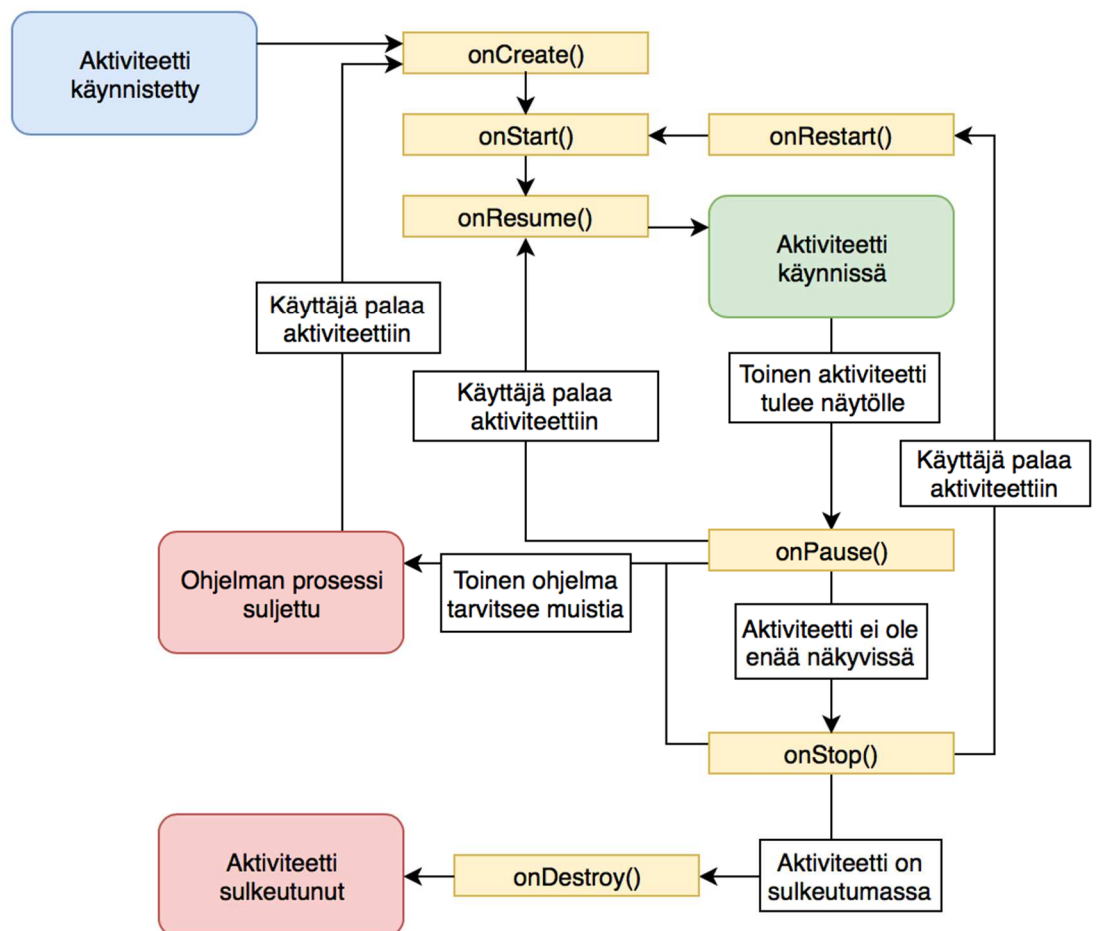 Aktiviteetti
käynnistetty
onCreate()
onStart()
onRestart()
onResume()
Aktiviteetti
käynnissä
Käyttäjä palaa
aktiviteettiin
Toinen aktiviteetti
tulee näytölle
Käyttäjä palaa
aktiviteettiin
Käyttäjä palaa
aktiviteettiin
onPause()
Ohjelman prosessi
suljettu
Toinen ohjelma
tarvitsee muistia
Aktiviteetti ei ole
enää näkyvissä
onStop()
Aktiviteetti
sulkeutunut
onDestroy()
Aktiviteetti on
sulkeutumassa